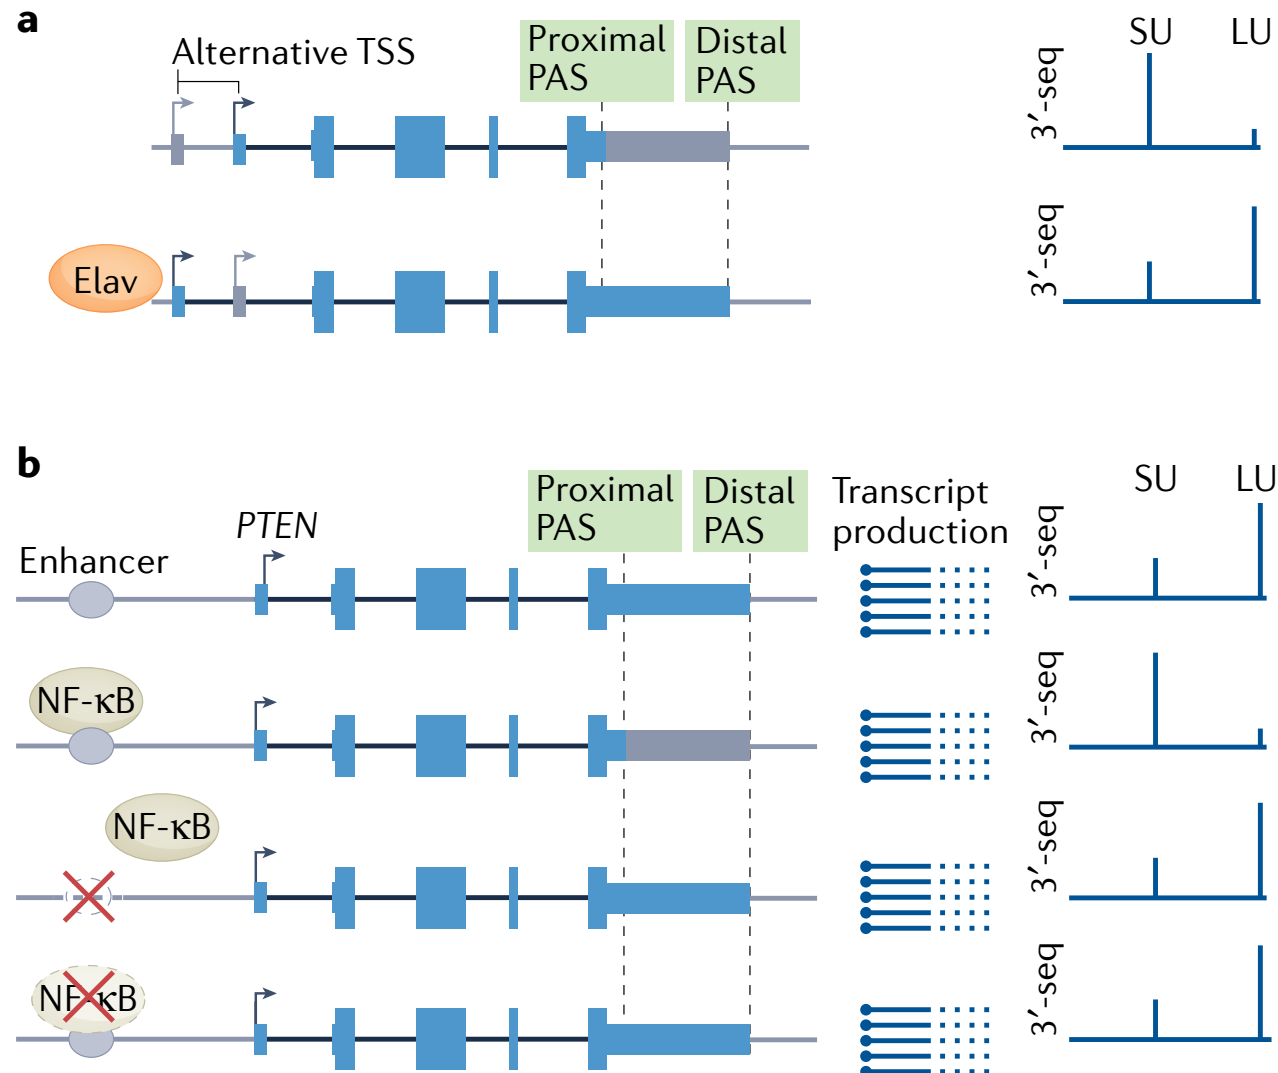 a
Alternative TSS
Proximal
PAS
Distal
PAS
SU
LU
3′-seq
Elav
3′-seq
b
Enhancer
PTEN
Proximal
PAS
Distal
PAS
Transcript
production
SU
LU
3′-seq
NF-κB
3′-seq
NF-κB
3′-seq
NF-κB
3′-seq